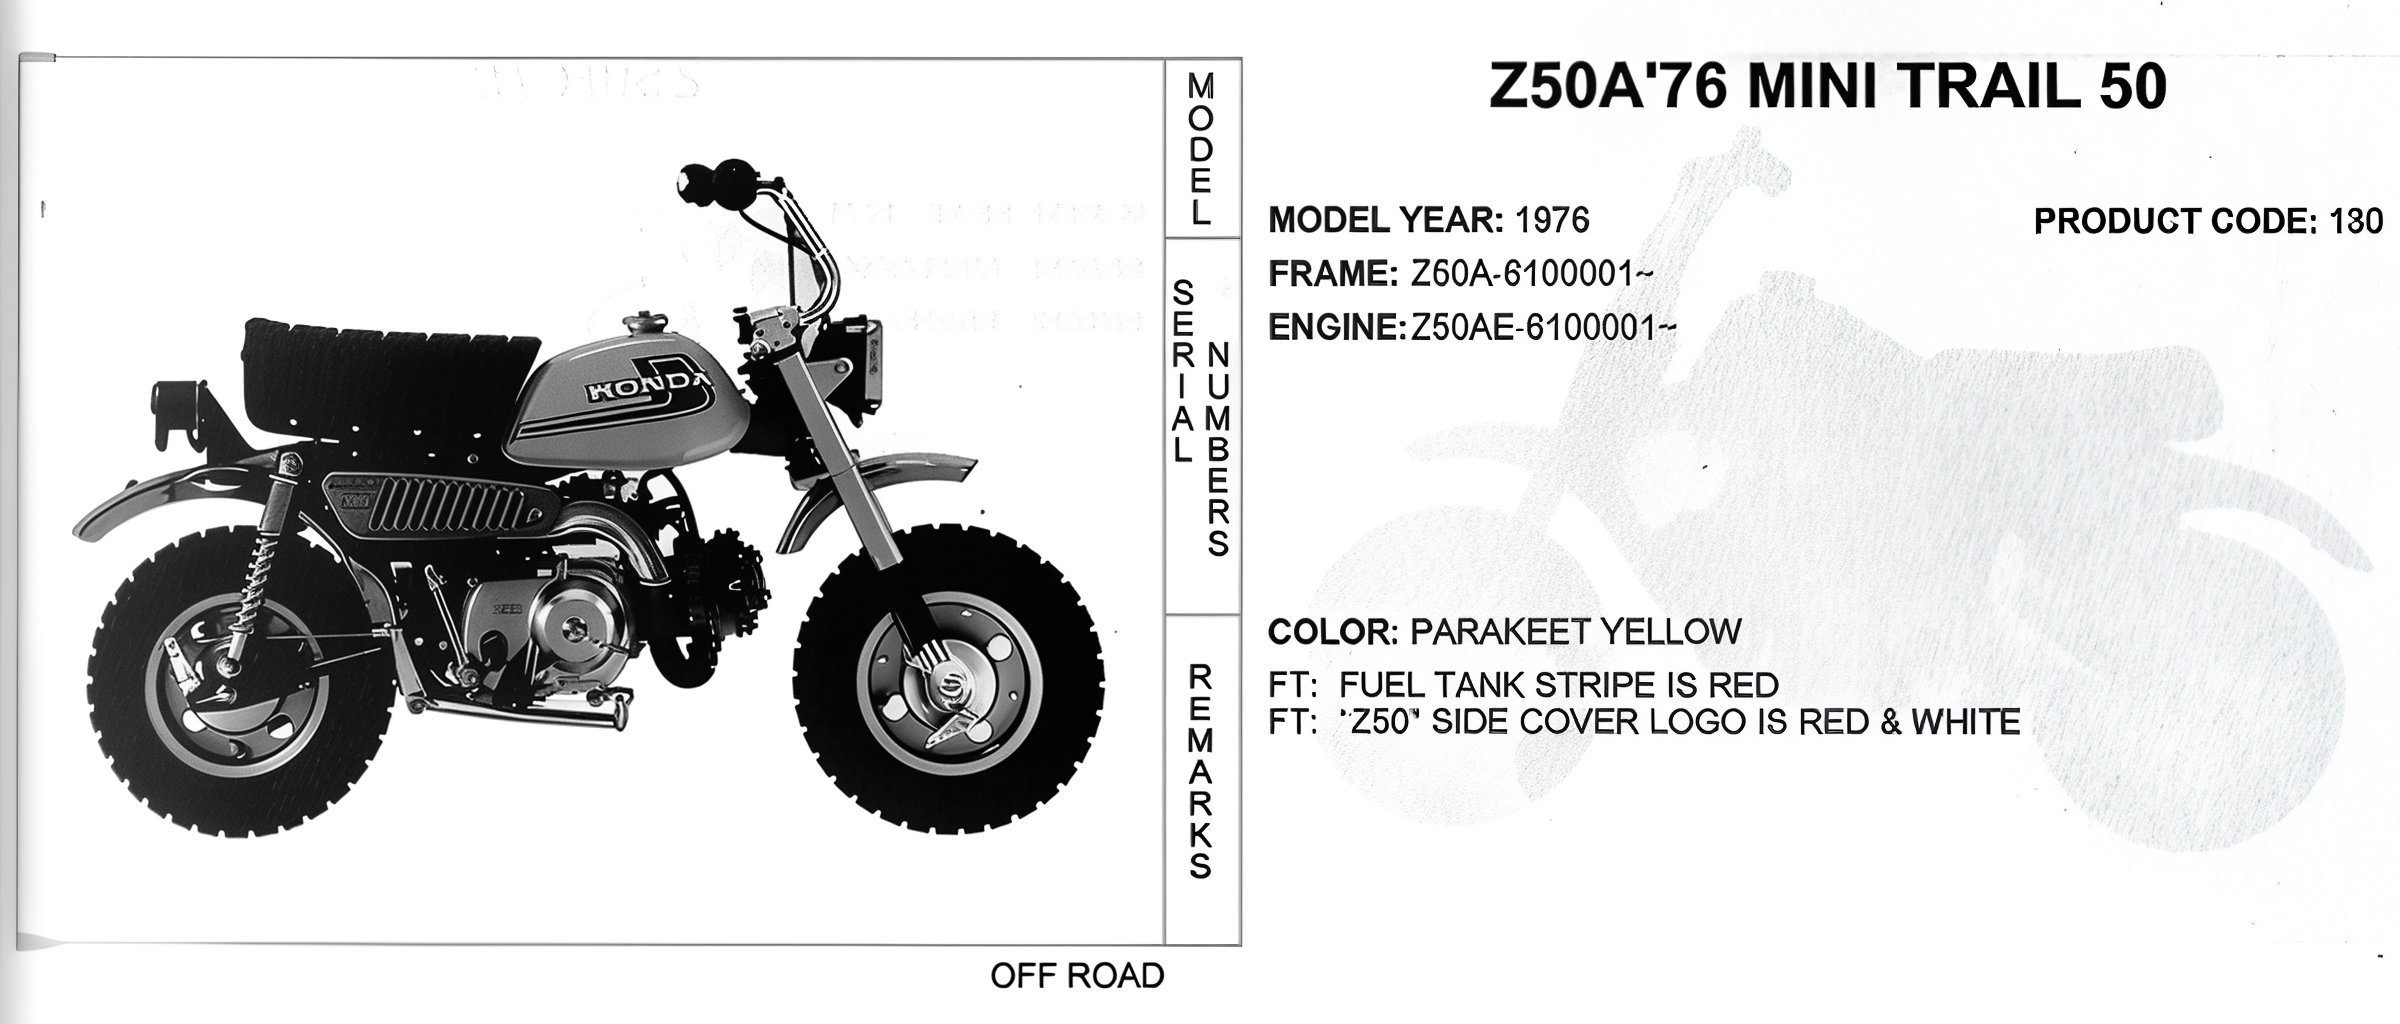 Z50A'76 MINI TRAIL 50
MODEL
MODEL YEAR: 1976
PRODUCT CODE: 130
SERIAL NUMBERS
FRAME: Z60A-6100001~
ENGINE: Z50AE-6100001~
HONDA
REMARKS
COLOR: PARAKEET YELLOW
FT: FUEL TANK STRIPE IS RED
FT: "Z50" SIDE COVER LOGO IS RED & WHITE
OFF ROAD